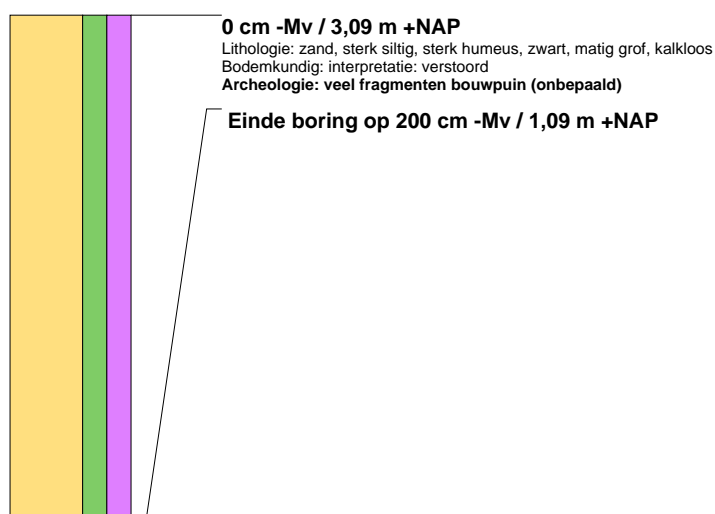 0 cm -Mv / 3,09 m +NAP
Lithologie: zand, sterk siltig, sterk humeus, zwart, matig grof, kalkloos
Bodemkundig: interpretatie: verstoord
Archeologie: veel fragmenten bouwpuin (onbepaald)
Einde boring op 200 cm -Mv / 1,09 m +NAP